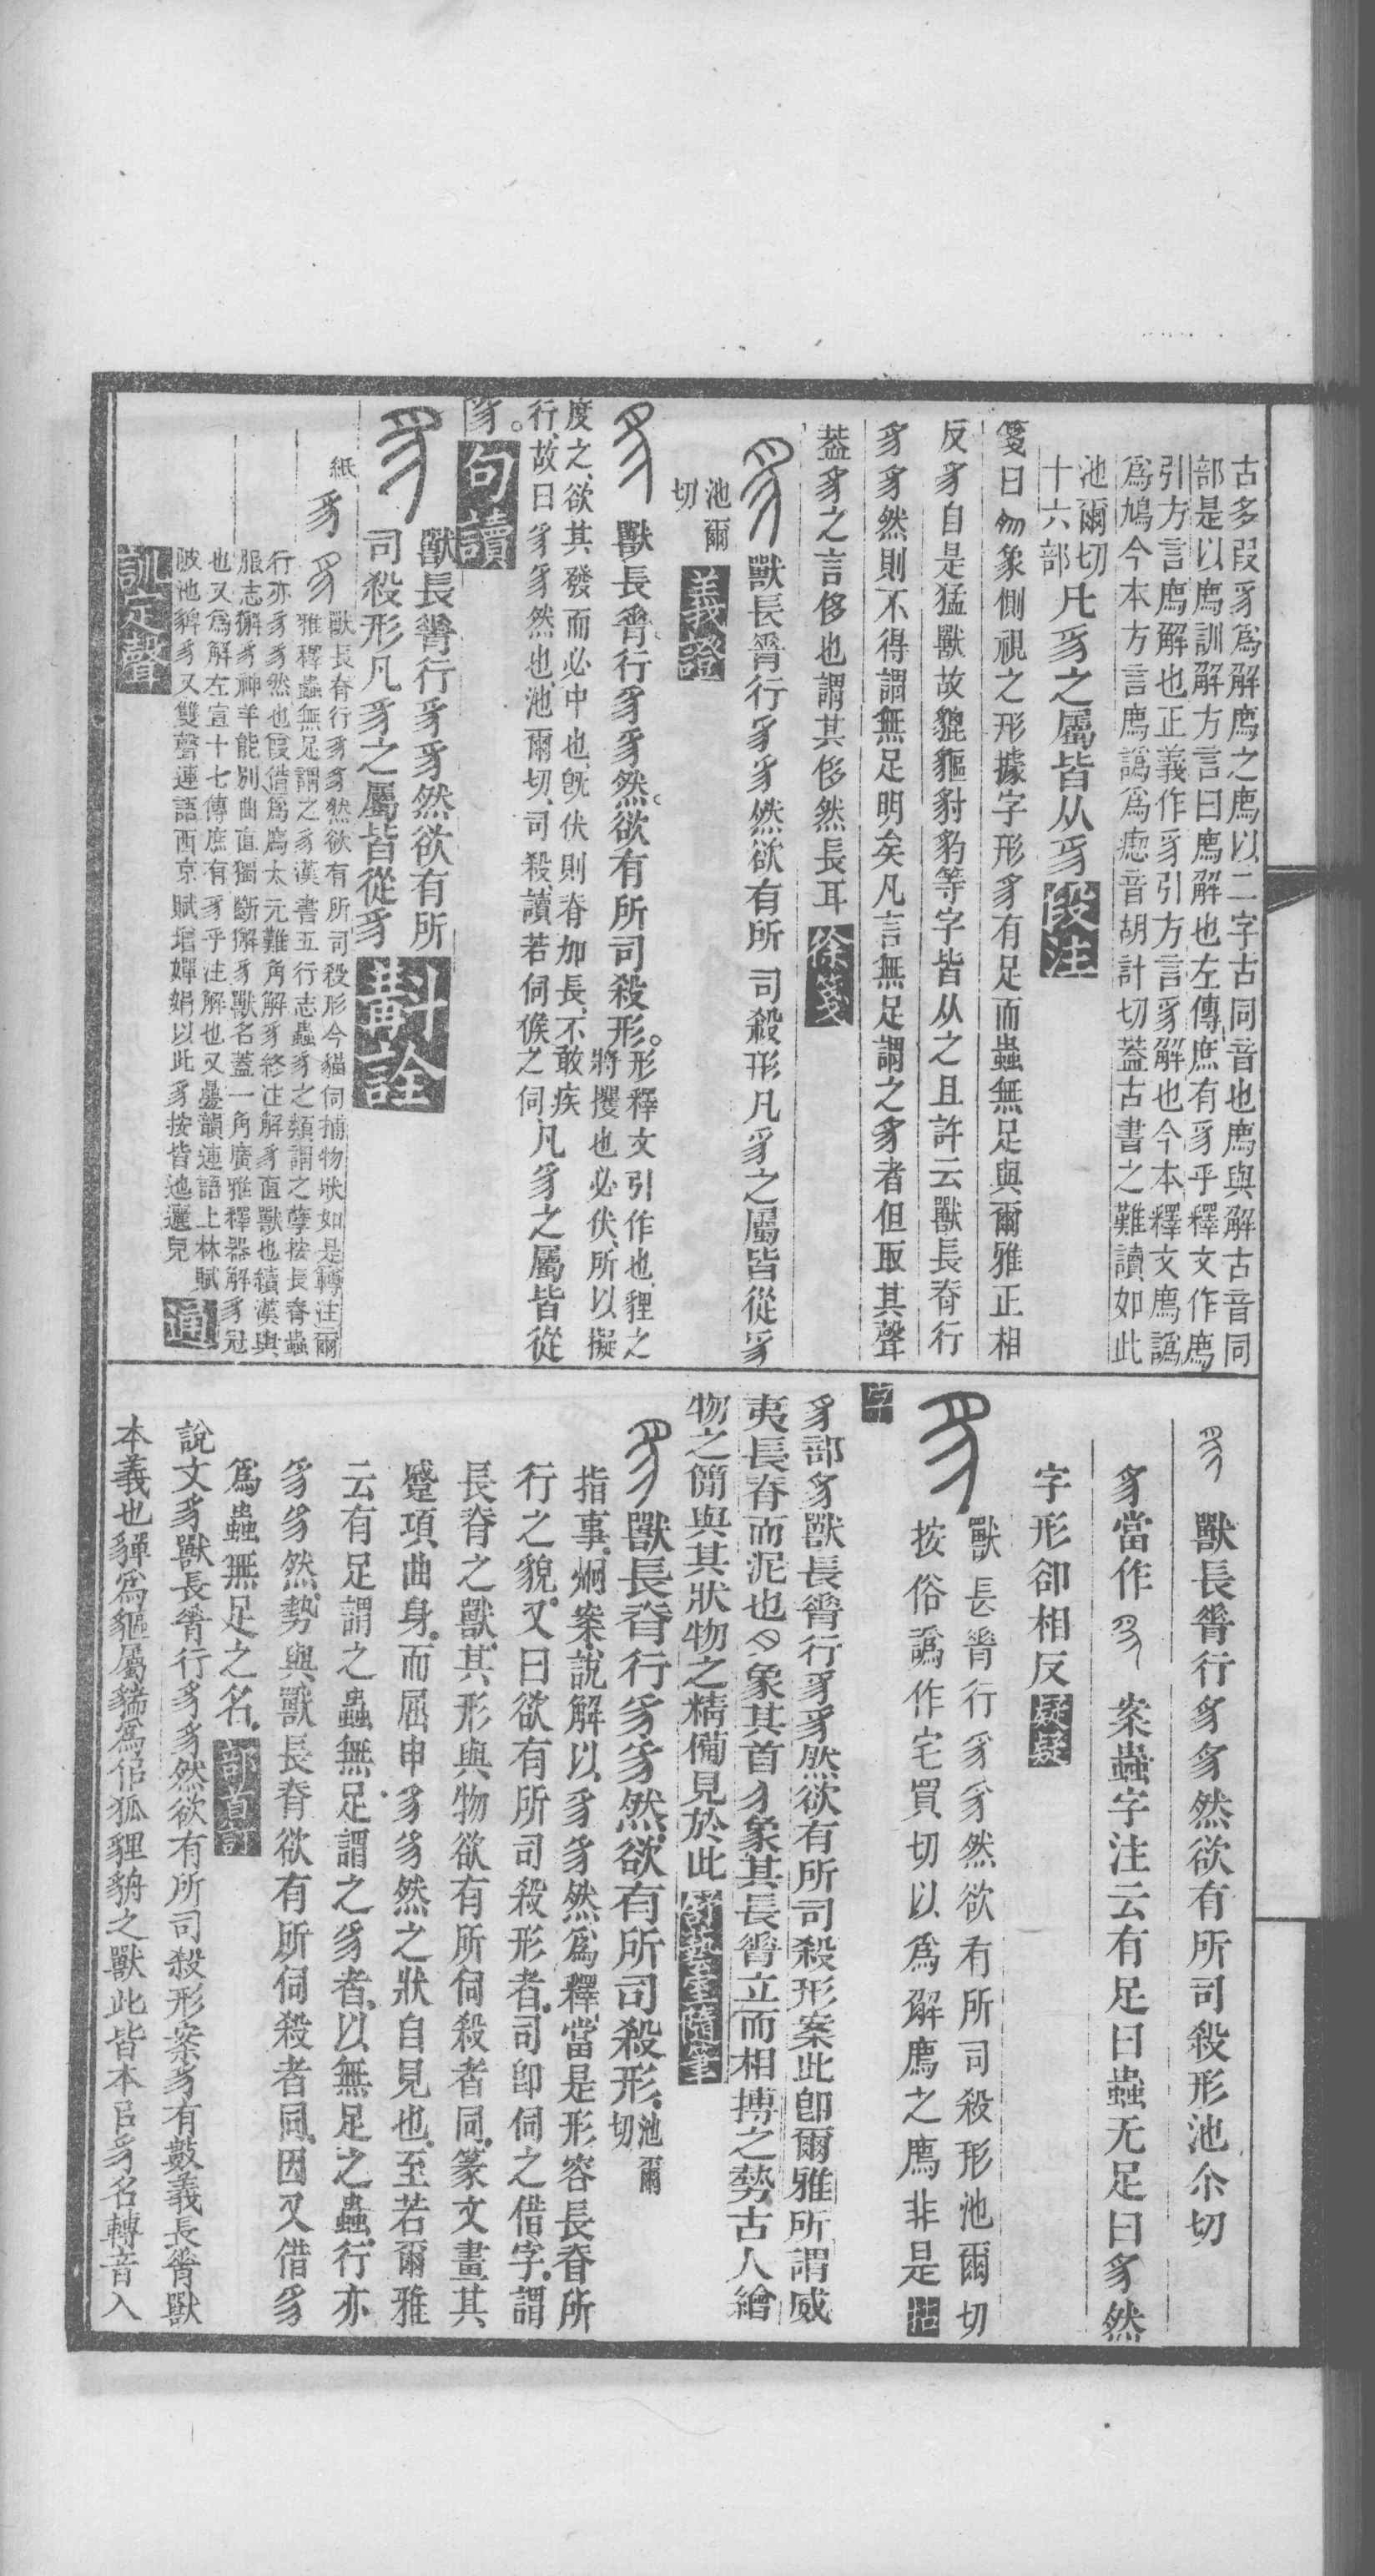 古多叚豸爲解廌之廌以二字古同音也廌與解古音同
部是以廌訓解方言曰廌解也左傳庶有豸乎釋文作廌
引方言廌解也正義作豸引方言豸解也今本釋文廌譌
爲鳩今本方言廌譌爲瘛音胡計切蓋古書之難讀如此
池爾切
十六部
凡豸之屬皆从豸 段注
箋曰象側視之形據字形豸有足而蟲無足與爾雅正相
反豸自是猛獸故貔貙豺豹等字皆从之且許云獸長脊行
豸豸然則不得謂無足明矣凡言無足謂之豸者但取其聲
葢豸之言侈也謂其侈然長耳 徐箋
豸 獸長脊行豸豸然欲有所司殺形凡豸之屬皆從豸
池爾
切 義證
豸 獸長脊行豸豸然。欲有所司殺形。
形釋文引作也、貍之
將攫也必伏、所以擬
度之、欲其發而必中也、旣伏則脊加長、不敢疾
行、故曰豸豸然也、池爾切、司殺、讀若伺候之伺、
凡豸之屬皆從
豸。句讀
豸 獸長脊行豸豸然欲有所
司殺形凡豸之屬皆從豸 斠詮
紙 豸 豸
獸長脊行豸豸然欲有所司殺形今貓伺捕物狀如是轉注爾
雅釋蟲無足謂之豸漢書五行志蟲豸之類謂之孽按長脊蟲
行亦豸豸然也叚借爲廌太元難角解豸終注解豸直獸也續漢輿
服志獬豸神羊能別曲直獨斷獬豸獸名蓋一角廣雅釋器解豸冠
也又爲解左宣十七傳庶有豸乎注解也又疊韻連語上林賦
陂池貏豸又雙聲連語西京賦增嬋娟以此豸按皆迆邐皃 通
訓定聲
豸 獸長脊行豸豸然欲有所司殺形池尒切
豸當作豸 案蟲字注云有足曰蟲无足曰豸然
字形卻相反 疑疑
豸
獸長脊行豸豸然欲有所司殺形池爾切
按俗譌作宅買切以爲解廌之廌非是 拈
字
豸部豸獸長脊行豸豸然欲有所司殺形案此卽爾雅所謂威
夷長脊而泥也象其首象其長脊立而相搏之勢古人繪
物之簡與其狀物之精備見於此 舒蓺室隨筆
豸 獸長脊行豸豸然、欲有所司殺形、
池爾
切
指事、炯案、說解以豸豸然爲釋、當是形容長脊所
行之貌、又曰欲有所司殺形者、司卽伺之借字、謂
長脊之獸、其形與物欲有所伺殺者同、篆文畫其
蹙項、曲身、而屈申豸豸然之狀自見也、至若爾雅
云有足謂之蟲、無足謂之豸者、以無足之蟲、行亦
豸豸然、勢與獸長脊欲有所伺殺者同、因又借豸
爲蟲無足之名、部首訂
說文豸獸長脊行豸豸然欲有所司殺形案豸有數義長脊獸
本義也貚爲貙屬貒爲佀狐貍貈之獸此皆本㠯豸名轉音入